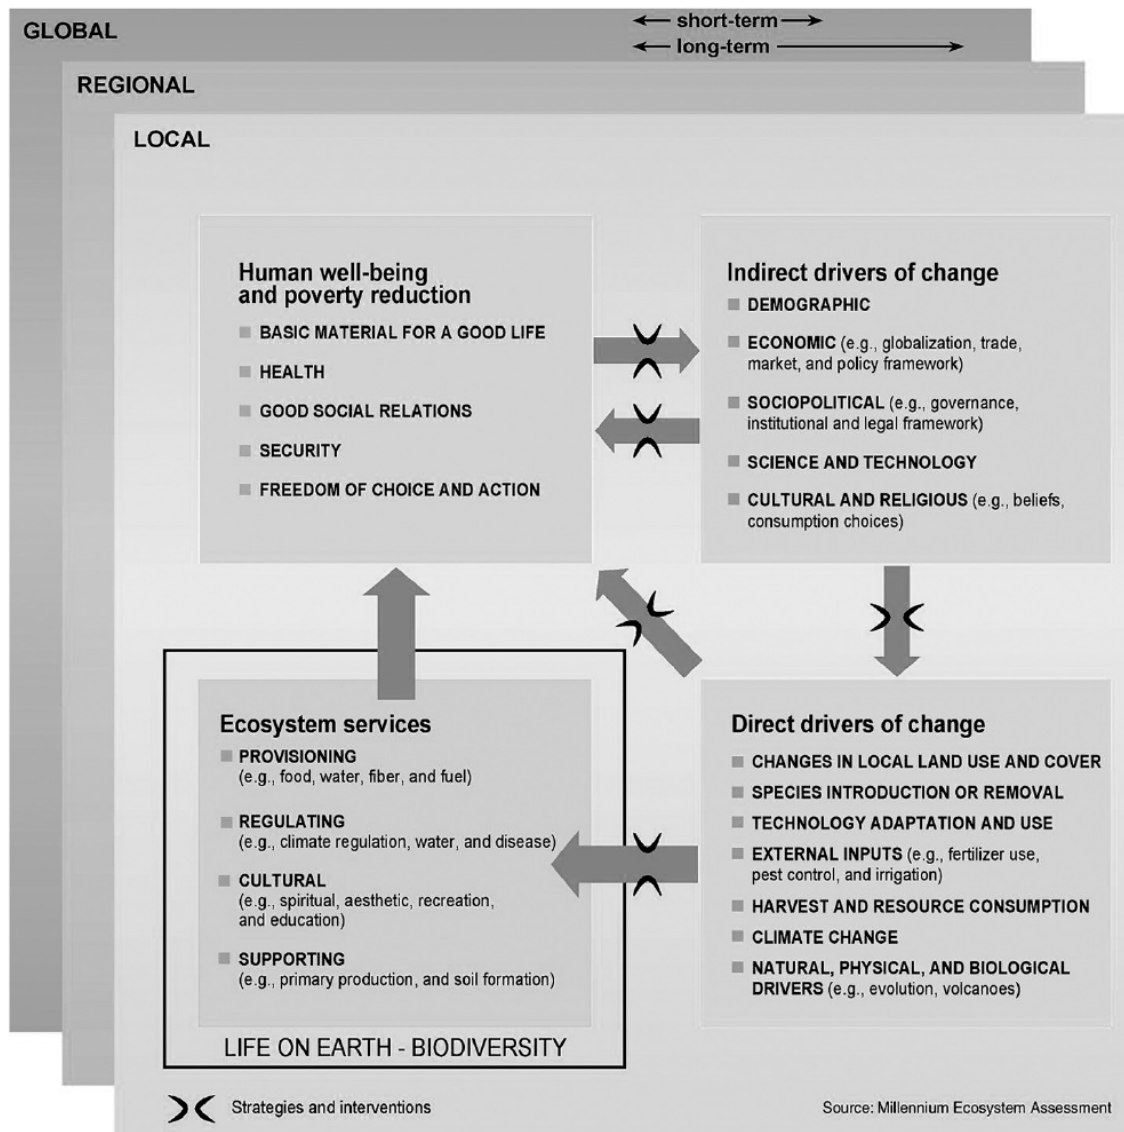 GLOBAL
short-term
long-term
REGIONAL
LOCAL
Human well-being
and poverty reduction
BASIC MATERIAL FOR A GOOD LIFE
HEALTH
GOOD SOCIAL RELATIONS
SECURITY
FREEDOM OF CHOICE AND ACTION
Indirect drivers of change
DEMOGRAPHIC
ECONOMIC (e.g., globalization, trade,
market, and policy framework)
SOCIOPOLITICAL (e.g., governance,
institutional and legal framework)
SCIENCE AND TECHNOLOGY
CULTURAL AND RELIGIOUS (e.g., beliefs,
consumption choices)
Ecosystem services
PROVISIONING
(e.g., food, water, fiber, and fuel)
REGULATING
(e.g., climate regulation, water, and disease)
CULTURAL
(e.g., spiritual, aesthetic, recreation,
and education)
SUPPORTING
(e.g., primary production, and soil formation)
LIFE ON EARTH - BIODIVERSITY
Direct drivers of change
CHANGES IN LOCAL LAND USE AND COVER
SPECIES INTRODUCTION OR REMOVAL
TECHNOLOGY ADAPTATION AND USE
EXTERNAL INPUTS (e.g., fertilizer use,
pest control, and irrigation)
HARVEST AND RESOURCE CONSUMPTION
CLIMATE CHANGE
NATURAL, PHYSICAL, AND BIOLOGICAL
DRIVERS (e.g., evolution, volcanoes)
Strategies and interventions
Source: Millennium Ecosystem Assessment